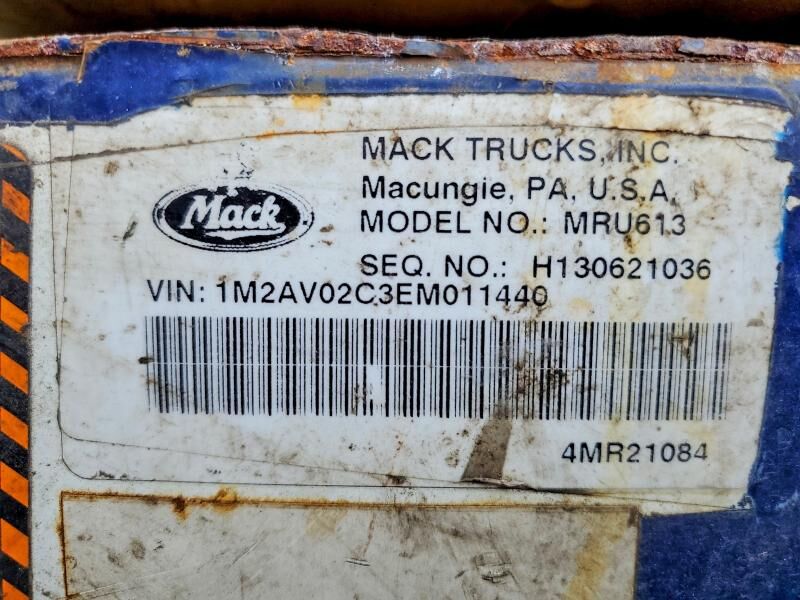 MACK TRUCKS, INC.
Macungie, PA, U.S.A.
Mack
MODEL NO.: MRU613
SEQ. NO.: H130621036
VIN: 1M2AV02C3EM011440
4MR21084